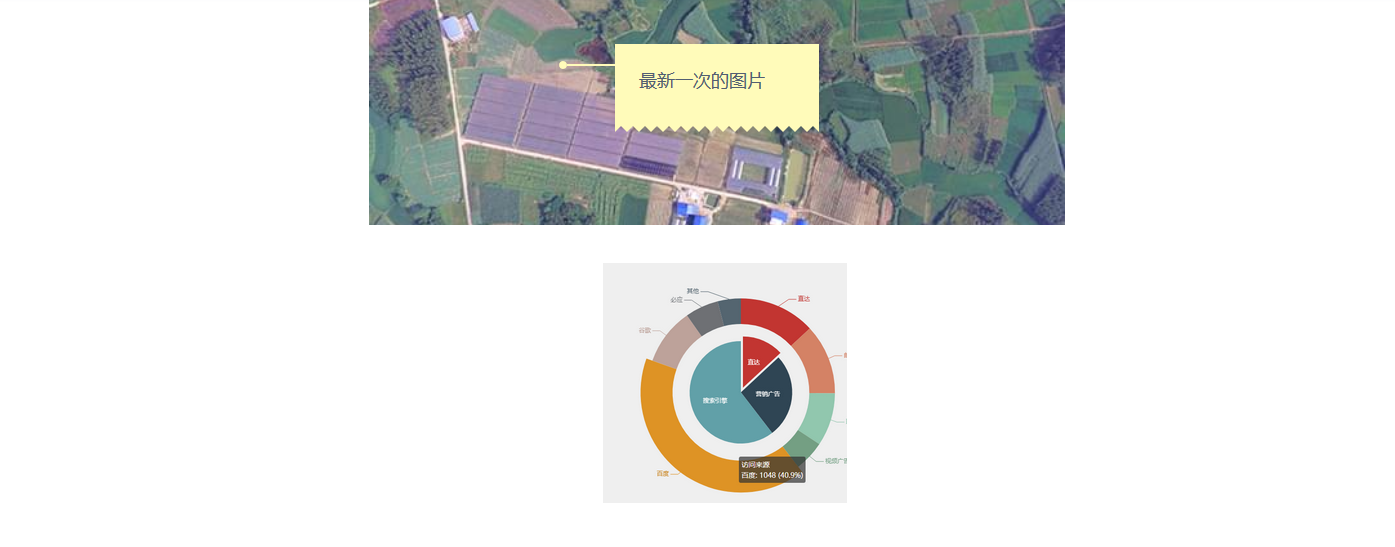 最新一次的图片
其他
直达
必应
谷歌
直达
营销广告
搜索引擎
视频广告
访问来源
百度: 1048 (40.9%)
百度